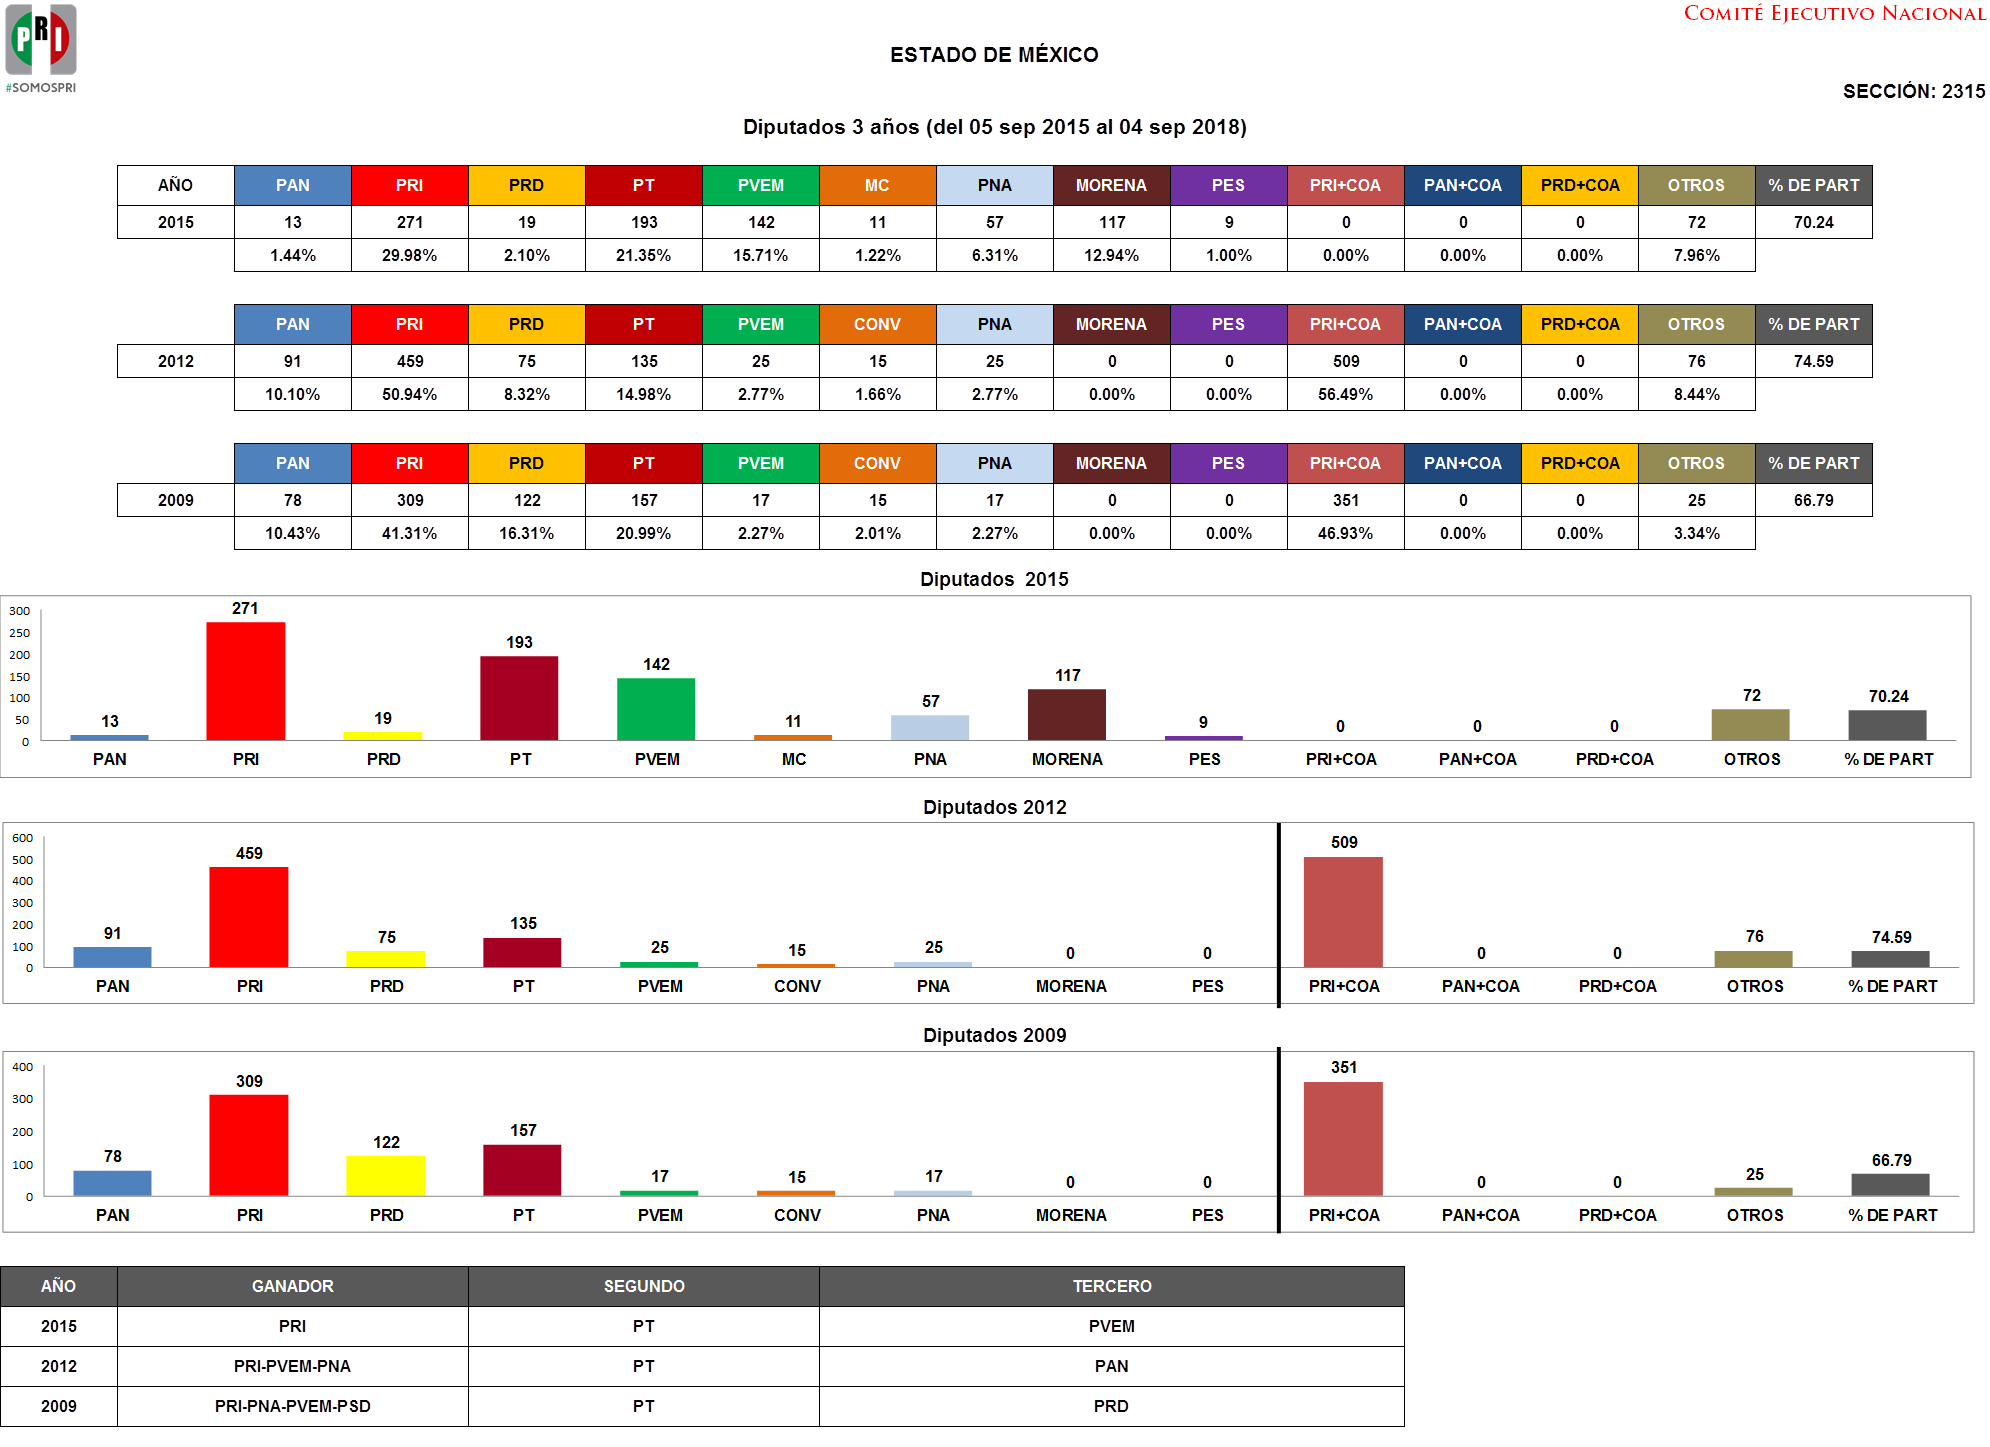 PRI
#SOMOSPRI
COMITÉ EJECUTIVO NACIONAL
ESTADO DE MÉXICO
SECCIÓN: 2315
Diputados 3 años (del 05 sep 2015 al 04 sep 2018)
AÑO PAN PRI PRD PT PVEM MC PNA MORENA PES PRI+COA PAN+COA PRD+COA OTROS % DE PART
2015 13 271 19 193 142 11 57 117 9 0 0 0 72 70.24
1.44% 29.98% 2.10% 21.35% 15.71% 1.22% 6.31% 12.94% 1.00% 0.00% 0.00% 0.00% 7.96%
PAN PRI PRD PT PVEM CONV PNA MORENA PES PRI+COA PAN+COA PRD+COA OTROS % DE PART
2012 91 459 75 135 25 15 25 0 0 509 0 0 76 74.59
10.10% 50.94% 8.32% 14.98% 2.77% 1.66% 2.77% 0.00% 0.00% 56.49% 0.00% 0.00% 8.44%
PAN PRI PRD PT PVEM CONV PNA MORENA PES PRI+COA PAN+COA PRD+COA OTROS % DE PART
2009 78 309 122 157 17 15 17 0 0 351 0 0 25 66.79
10.43% 41.31% 16.31% 20.99% 2.27% 2.01% 2.27% 0.00% 0.00% 46.93% 0.00% 0.00% 3.34%
Diputados 2015
300
250
200
150
100
50
0
13 271 19 193 142 11 57 117 9 0 0 0 72 70.24
PAN PRI PRD PT PVEM MC PNA MORENA PES PRI+COA PAN+COA PRD+COA OTROS % DE PART
Diputados 2012
600
500
400
300
200
100
0
91 459 75 135 25 15 25 0 0 509 0 0 76 74.59
PAN PRI PRD PT PVEM CONV PNA MORENA PES PRI+COA PAN+COA PRD+COA OTROS % DE PART
Diputados 2009
400
300
200
100
0
78 309 122 157 17 15 17 0 0 351 0 0 25 66.79
PAN PRI PRD PT PVEM CONV PNA MORENA PES PRI+COA PAN+COA PRD+COA OTROS % DE PART
AÑO GANADOR SEGUNDO TERCERO
2015 PRI PT PVEM
2012 PRI-PVEM-PNA PT PAN
2009 PRI-PNA-PVEM-PSD PT PRD